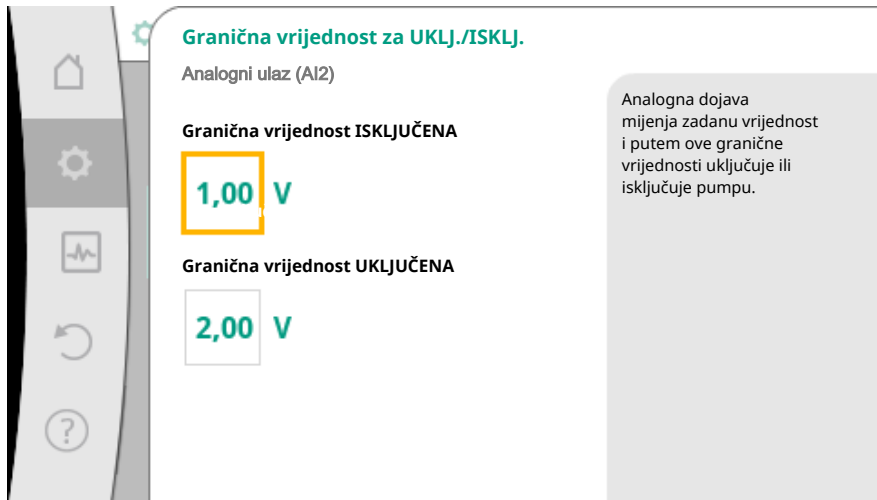 Granična vrijednost za UKLJ./ISKLJ.
Analogni ulaz (AI2)
Granična vrijednost ISKLJUČENA
1,00 V
Granična vrijednost UKLJUČENA
2,00 V
Analogna dojava
mijenja zadanu vrijednost
i putem ove granične
vrijednosti uključuje ili
isključuje pumpu.
?